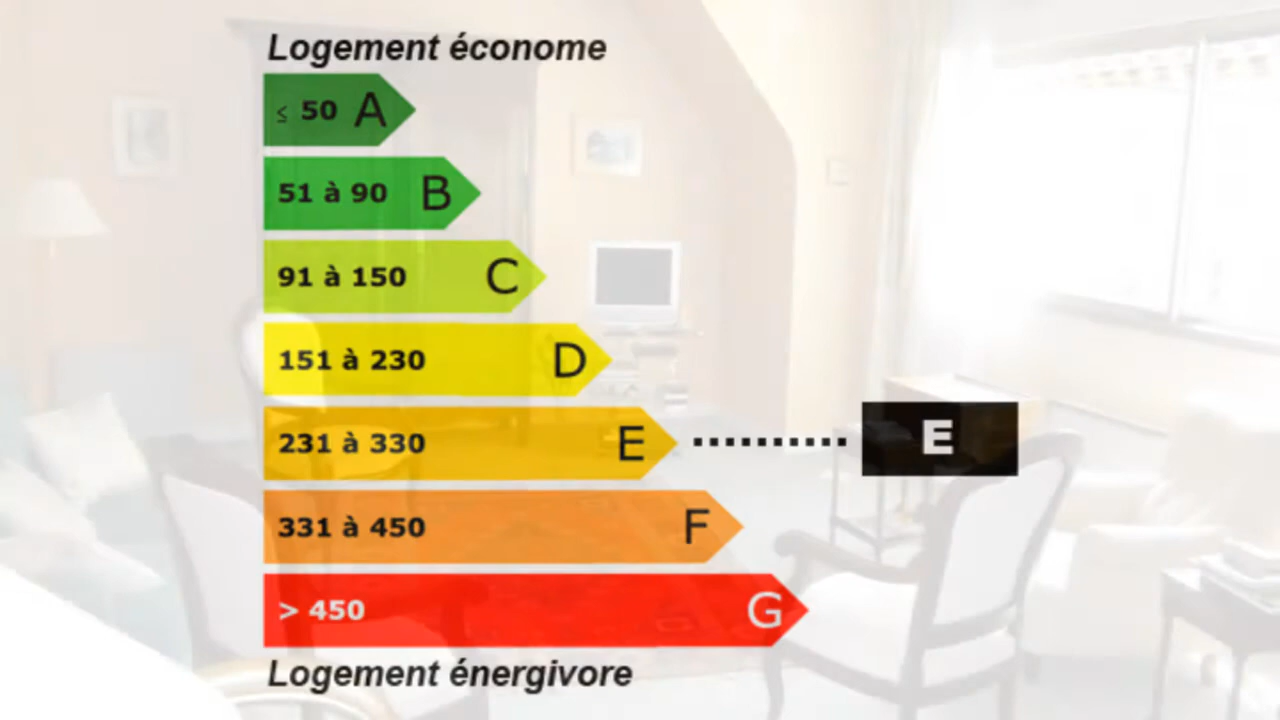 Logement économe
≤ 50 A
51 à 90 B
91 à 150 C
151 à 230 D
231 à 330 E
E
331 à 450 F
> 450 G
Logement énergivore